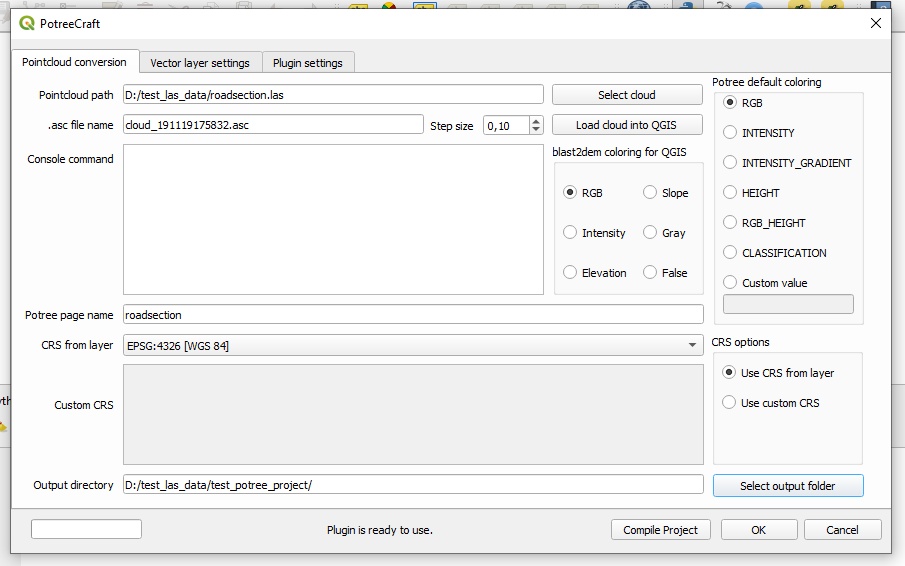 PotreeCraft
Pointcloud conversion
Vector layer settings
Plugin settings
Pointcloud path
D:/test_las_data/roadsection.las
Select cloud
.asc file name
cloud_191119175832.asc
Step size
0,10
Load cloud into QGIS
Console command
blast2dem coloring for QGIS
RGB
Slope
Intensity
Gray
Elevation
False
Potree default coloring
RGB
INTENSITY
INTENSITY_GRADIENT
HEIGHT
RGB_HEIGHT
CLASSIFICATION
Custom value
Potree page name
roadsection
CRS from layer
EPSG:4326 [WGS 84]
CRS options
Use CRS from layer
Use custom CRS
Custom CRS
Output directory
D:/test_las_data/test_potree_project/
Select output folder
Plugin is ready to use.
Compile Project
OK
Cancel